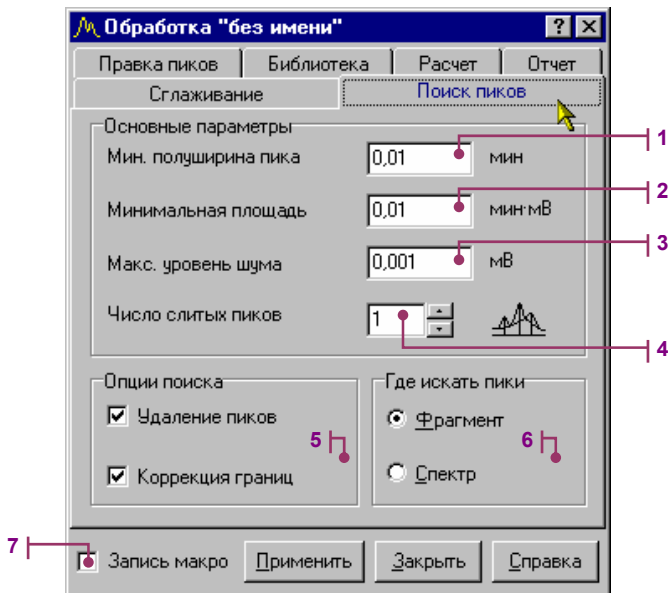 Обработка "без имени"
Правка пиков Библиотека Расчет Отчет
Сглаживание Поиск пиков
Основные параметры
Мин. полуширина пика 0,01 мин 1
Минимальная площадь 0,01 мин·мВ 2
Макс. уровень шума 0,001 мВ 3
Число слитых пиков 1 4
Опции поиска
Удаление пиков
Коррекция границ
5
Где искать пики
Фрагмент
Спектр
6
7 Запись макро Применить Закрыть Справка